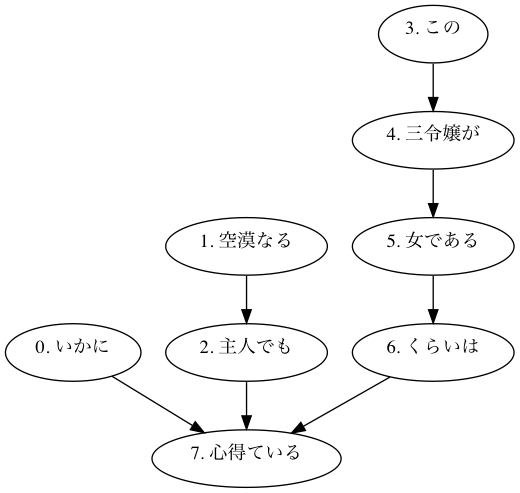 3. この
4. 三令嬢が
1. 空漠なる
5. 女である
0. いかに
2. 主人でも
6. くらいは
7. 心得ている